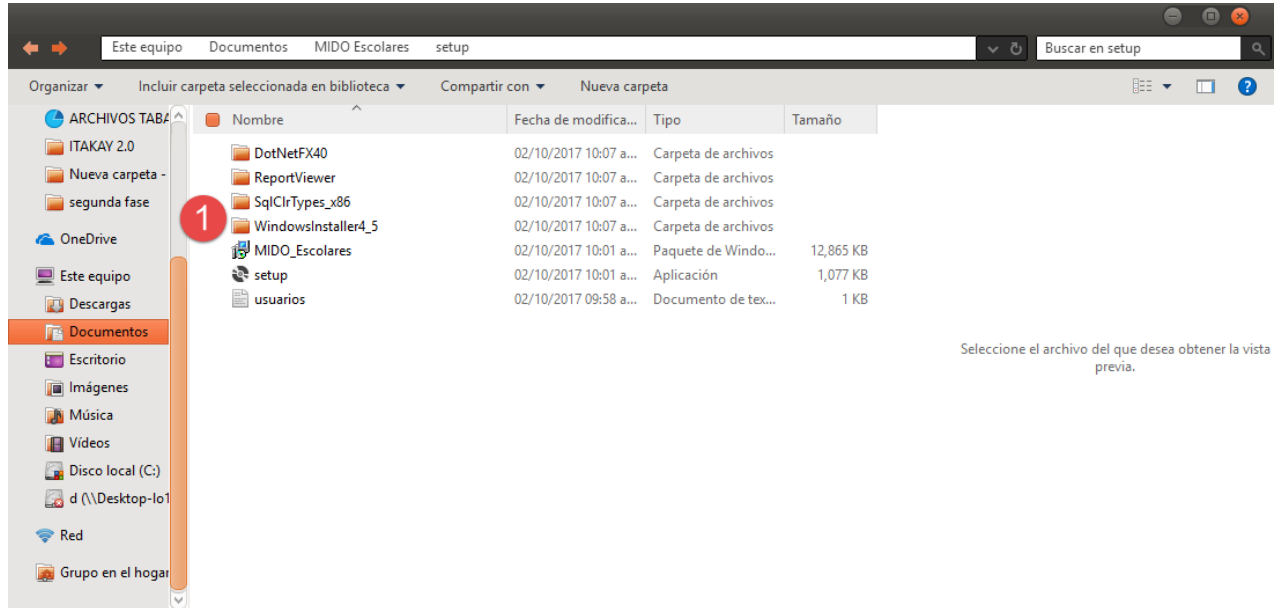 Este equipo Documentos MIDO Escolares setup Buscar en setup
Organizar Incluir carpeta seleccionada en biblioteca Compartir con Nueva carpeta ?
ARCHIVOS TABA
ITAKAY 2.0
Nueva carpeta -
segunda fase
OneDrive
Este equipo
Descargas
Documentos
Escritorio
Imágenes
Música
Vídeos
Disco local (C:)
d (\\Desktop-lo1
Red
Grupo en el hogar
1
Nombre Fecha de modifica... Tipo Tamaño
DotNetFX40 02/10/2017 10:07 a... Carpeta de archivos
ReportViewer 02/10/2017 10:07 a... Carpeta de archivos
SqlClrTypes_x86 02/10/2017 10:07 a... Carpeta de archivos
WindowsInstaller4_5 02/10/2017 10:07 a... Carpeta de archivos
MIDO_Escolares 02/10/2017 10:01 a... Paquete de Windo... 12,865 KB
setup 02/10/2017 10:01 a... Aplicación 1,077 KB
usuarios 02/10/2017 09:58 a... Documento de tex... 1 KB
Seleccione el archivo del que desea obtener la vista
previa.